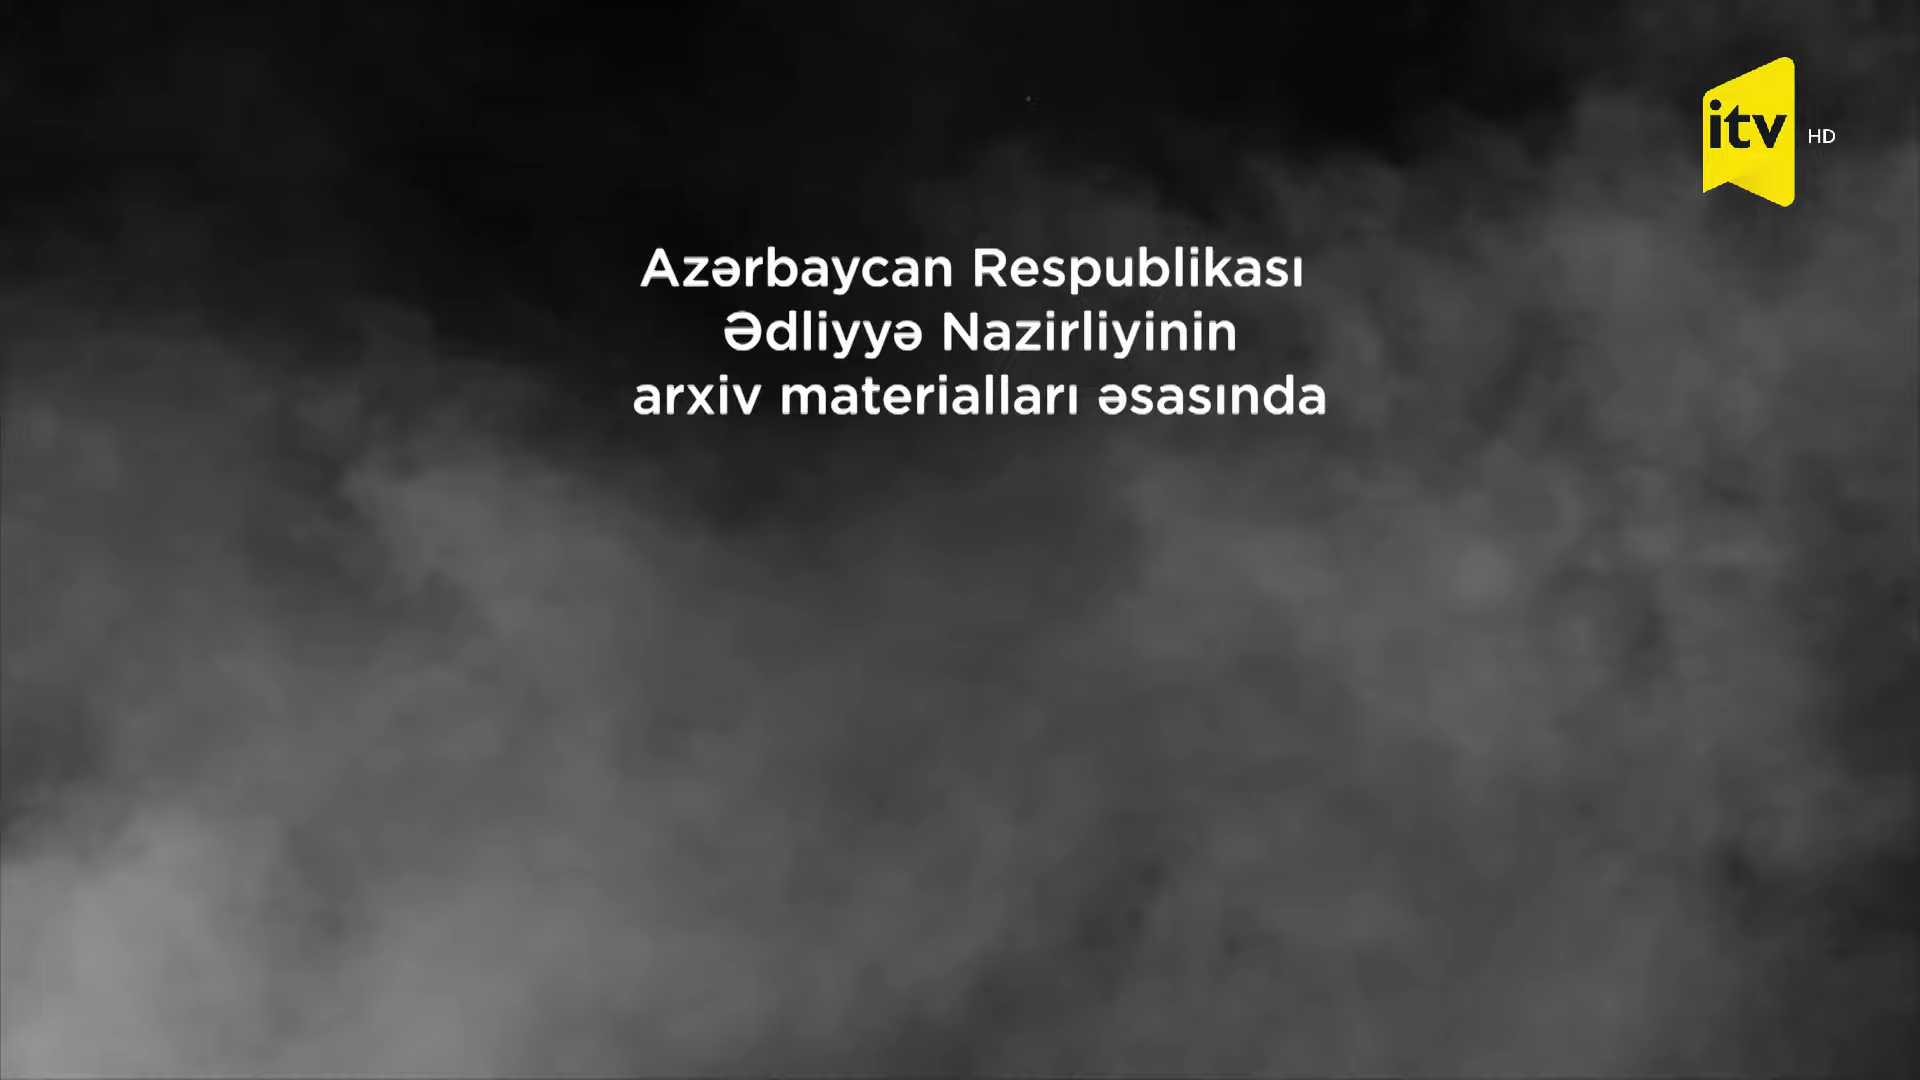 itv HD
Azərbaycan Respublikası
Ədliyyə Nazirliyinin
arxiv materialları əsasında